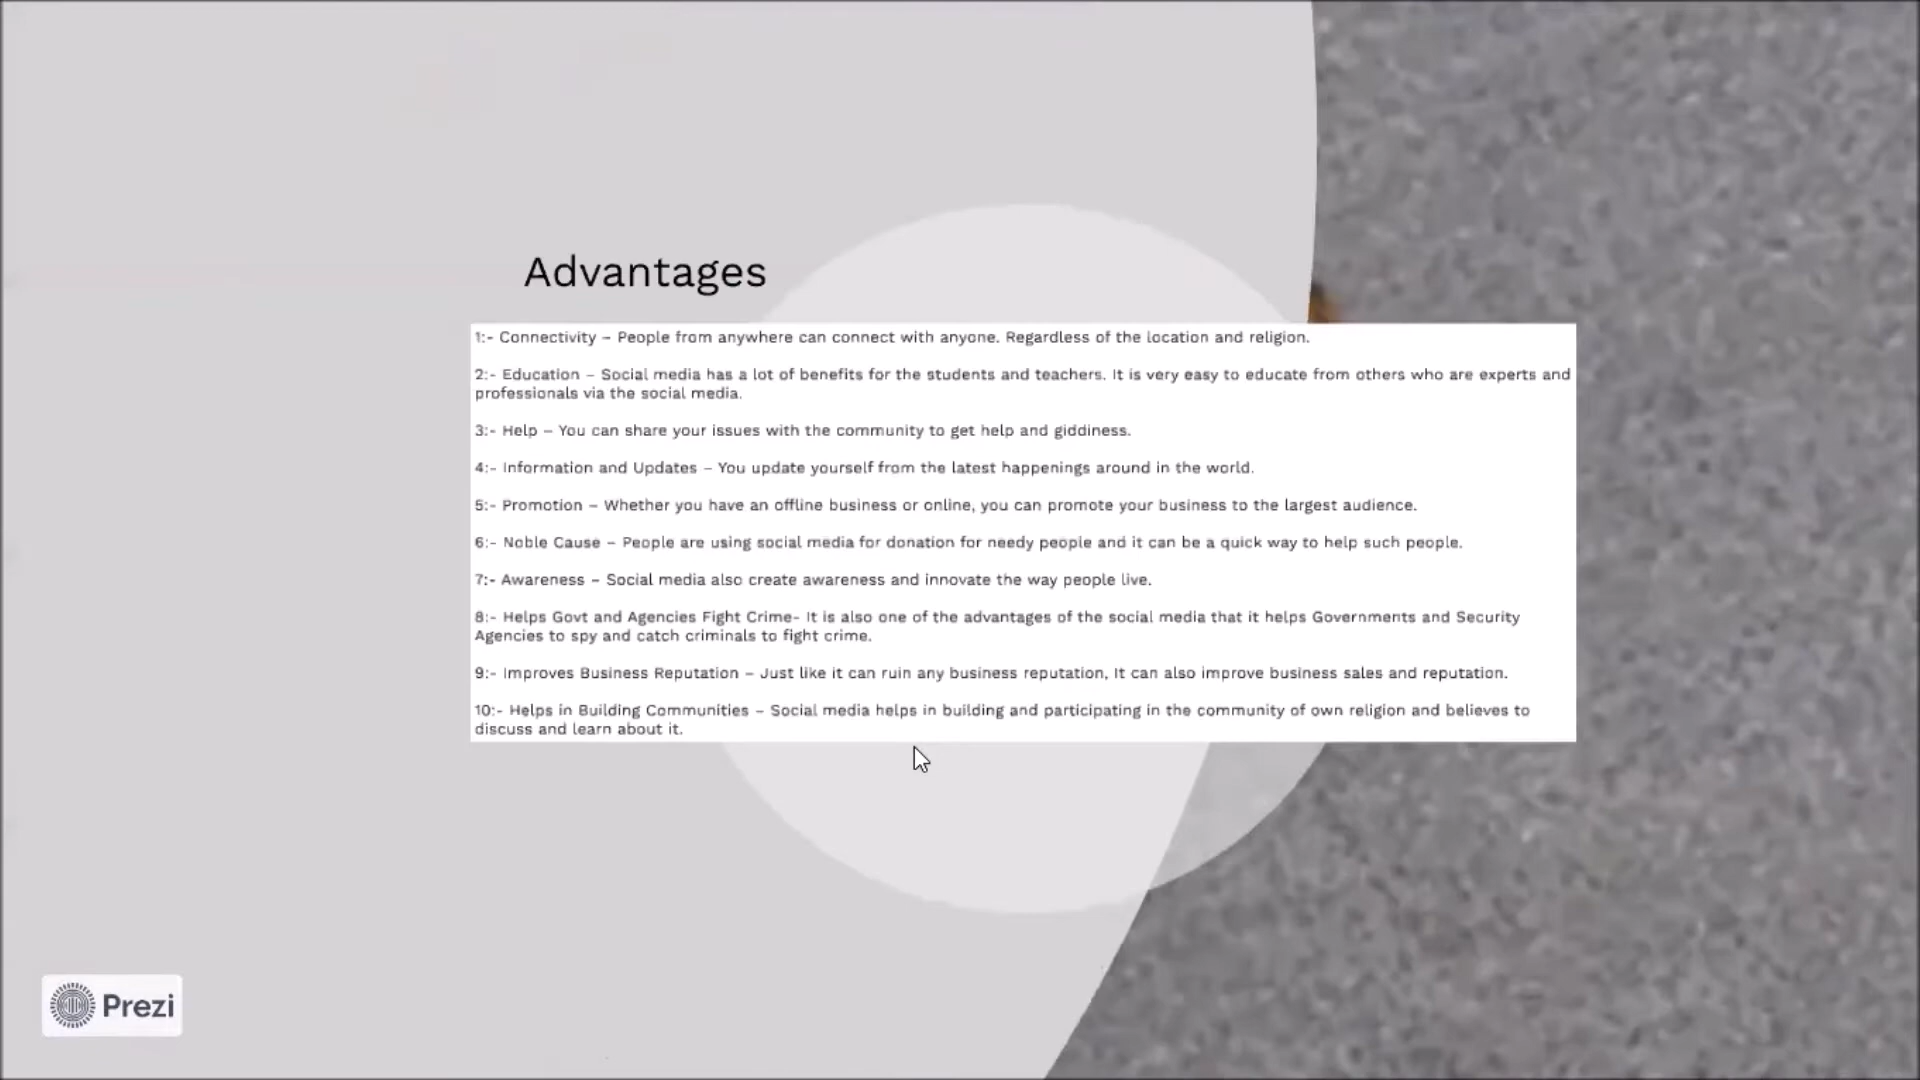 Advantages
1:- Connectivity – People from anywhere can connect with anyone. Regardless of the location and religion.
2:- Education – Social media has a lot of benefits for the students and teachers. It is very easy to educate from others who are experts and
professionals via the social media.
3:- Help – You can share your issues with the community to get help and giddiness.
4:- Information and Updates – You update yourself from the latest happenings around in the world.
5:- Promotion – Whether you have an offline business or online, you can promote your business to the largest audience.
6:- Noble Cause – People are using social media for donation for needy people and it can be a quick way to help such people.
7:- Awareness – Social media also create awareness and innovate the way people live.
8:- Helps Govt and Agencies Fight Crime- It is also one of the advantages of the social media that it helps Governments and Security
Agencies to spy and catch criminals to fight crime.
9:- Improves Business Reputation – Just like it can ruin any business reputation, It can also improve business sales and reputation.
10:- Helps in Building Communities – Social media helps in building and participating in the community of own religion and believes to
discuss and learn about it.
Prezi